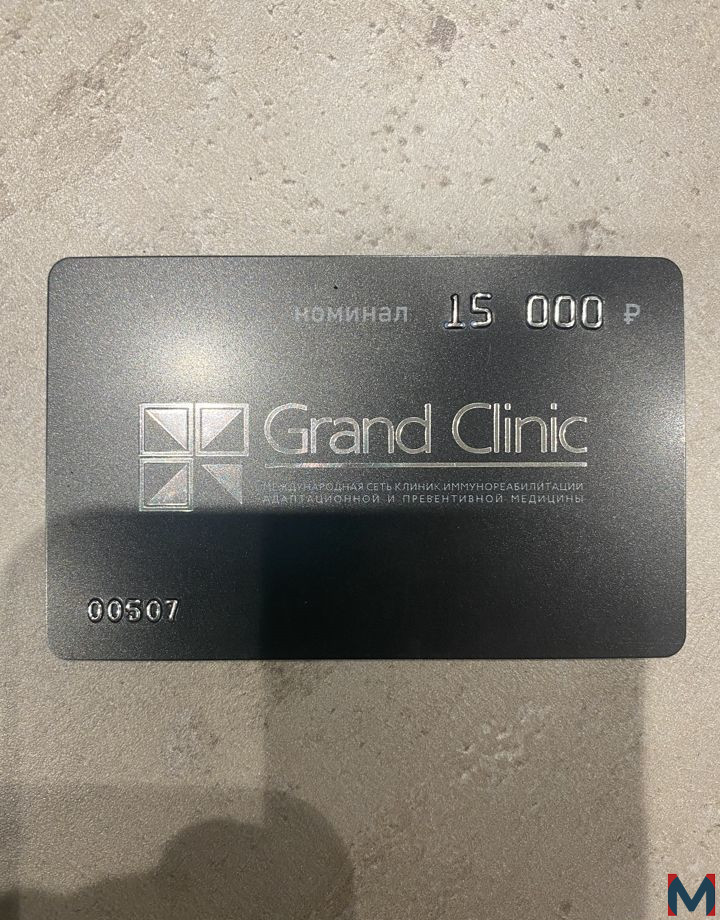 номинал 15 000 ₽
Grand Clinic
МЕЖДУНАРОДНАЯ СЕТЬ КЛИНИК ИММУНОРЕАБИЛИТАЦИИ
АДАПТАЦИОННОЙ И ПРЕВЕНТИВНОЙ МЕДИЦИНЫ
00507
M